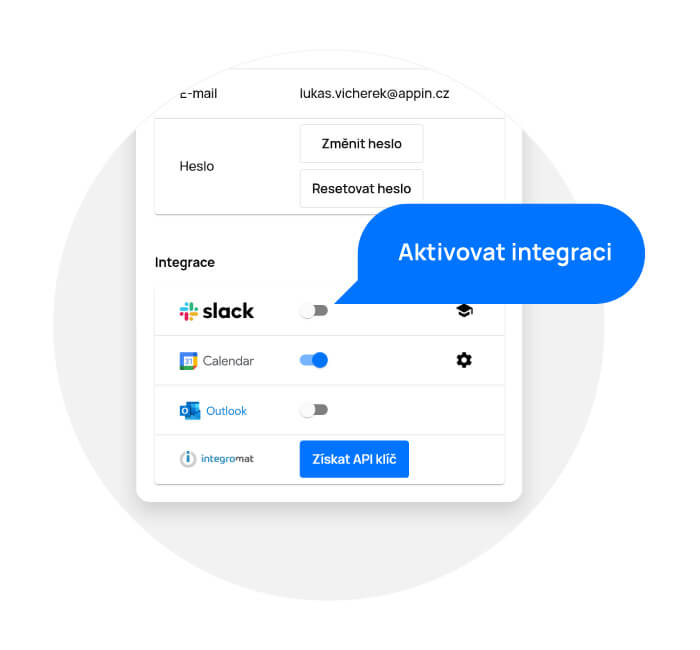 E-mail lukas.vicherek@appin.cz
Změnit heslo
Heslo
Resetovat heslo
Aktivovat integraci
Integrace
slack
31 Calendar
Outlook
integromat Získat API klíč